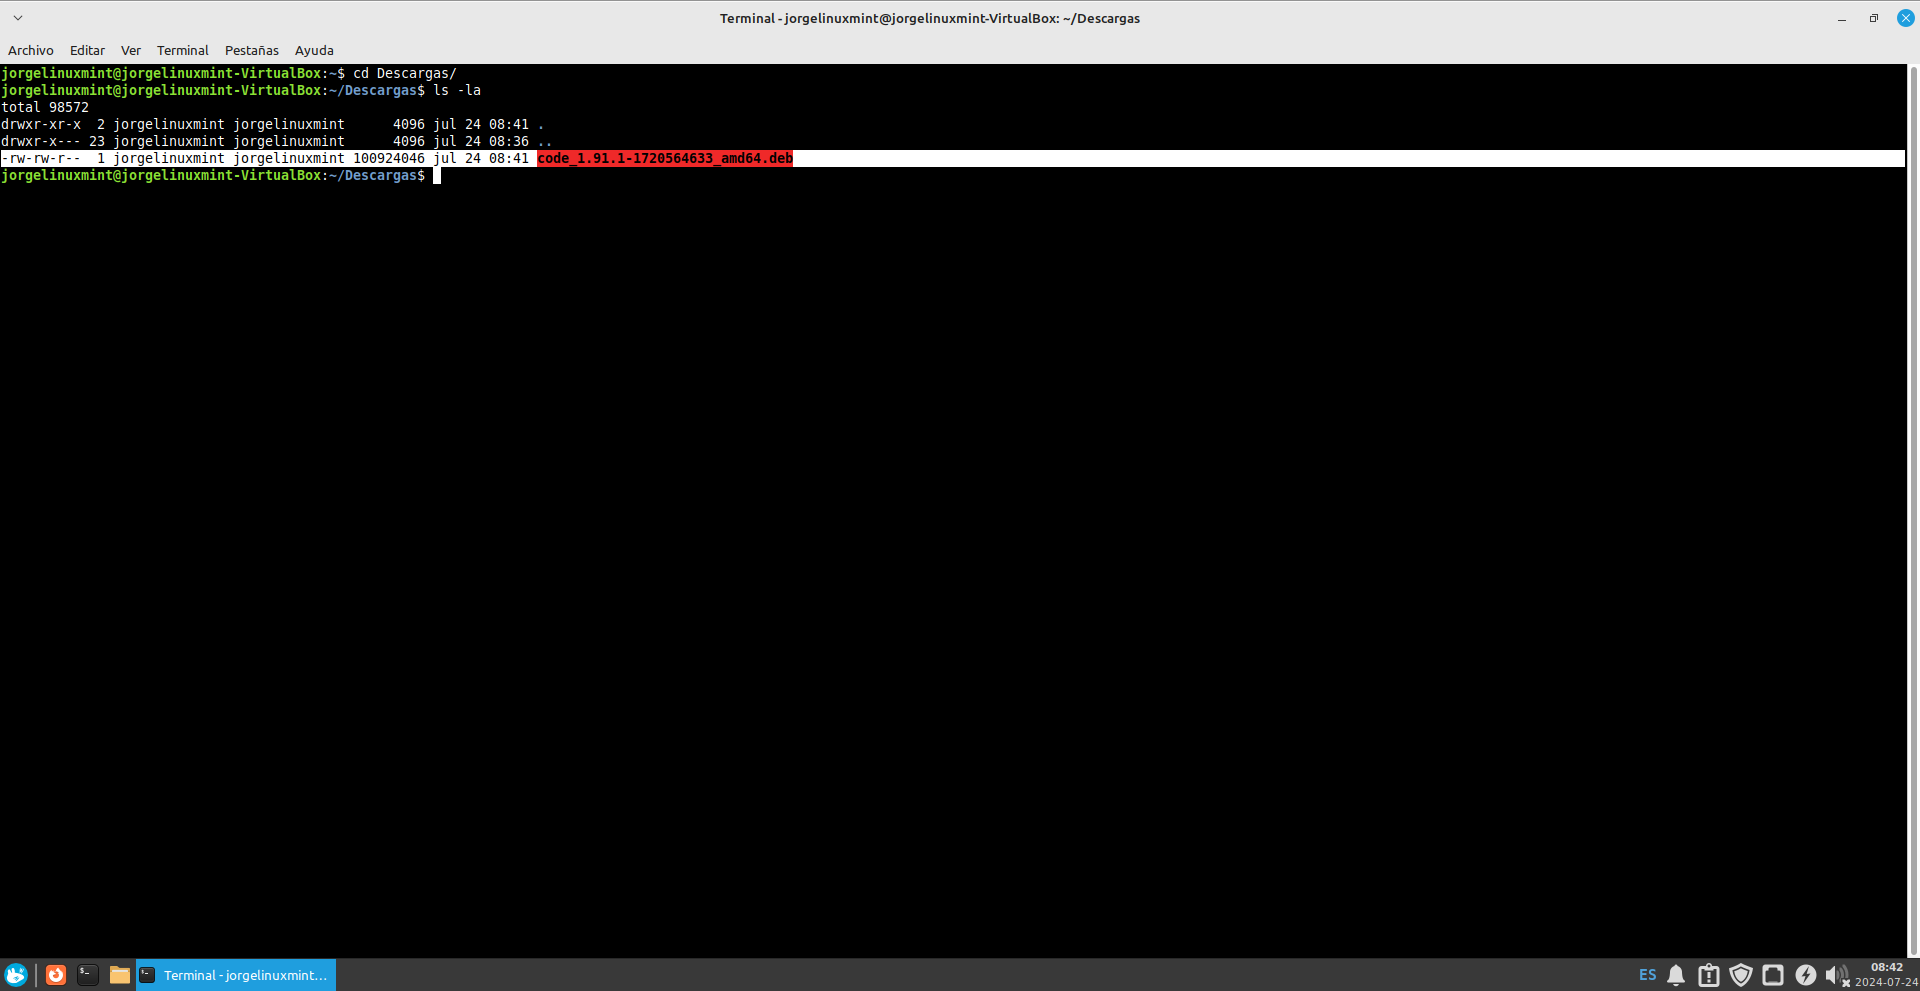 Terminal - jorgelinuxmint@jorgelinuxmint-VirtualBox: ~/Descargas
Archivo Editar Ver Terminal Pestañas Ayuda
jorgelinuxmint@jorgelinuxmint-VirtualBox:~$ cd Descargas/
jorgelinuxmint@jorgelinuxmint-VirtualBox:~/Descargas$ ls -la
total 98572
drwxr-xr-x  2 jorgelinuxmint jorgelinuxmint      4096 jul 24 08:41 .
drwxr-x--- 23 jorgelinuxmint jorgelinuxmint      4096 jul 24 08:36 ..
-rw-rw-r--  1 jorgelinuxmint jorgelinuxmint 100924046 jul 24 08:41 code_1.91.1-1720564633_amd64.deb
jorgelinuxmint@jorgelinuxmint-VirtualBox:~/Descargas$
Terminal - jorgelinuxmint...
ES
08:42
2024-07-24